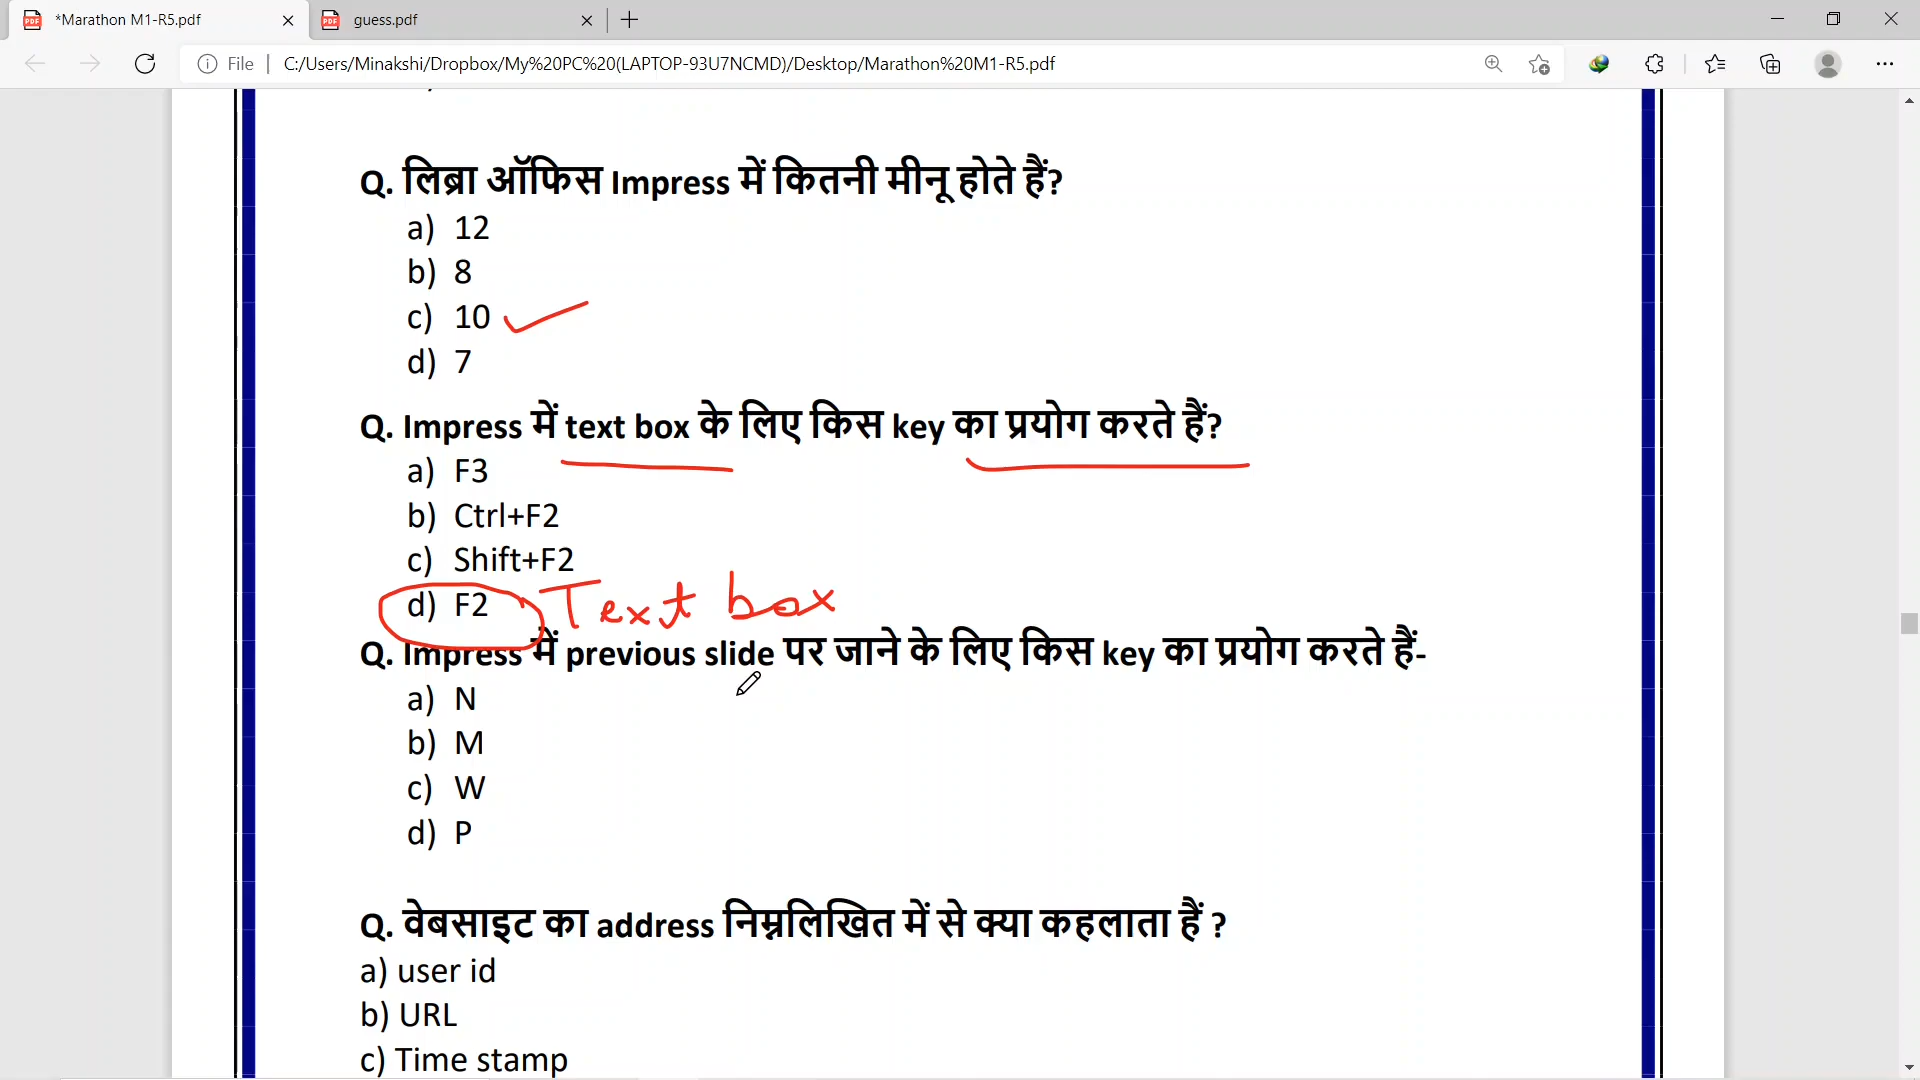 *Marathon M1-R5.pdf
guess.pdf
File
C:/Users/Minakshi/Dropbox/My%20PC%20(LAPTOP-93U7NCMD)/Desktop/Marathon%20M1-R5.pdf
Q. लिब्रा ऑफिस Impress में कितनी मीनू होते हैं?
a) 12
b) 8
c) 10
d) 7
Q. Impress में text box के लिए किस key का प्रयोग करते हैं?
a) F3
b) Ctrl+F2
c) Shift+F2
d) F2 Text box
Q. Impress में previous slide पर जाने के लिए किस key का प्रयोग करते हैं-
a) N
b) M
c) W
d) P
Q. वेबसाइट का address निम्नलिखित में से क्या कहलाता हैं ?
a) user id
b) URL
c) Time stamp